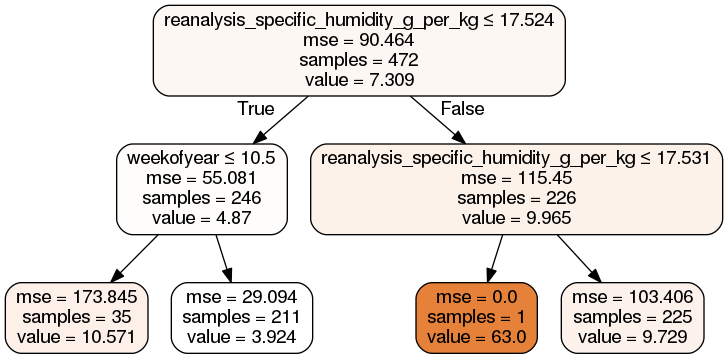 reanalysis_specific_humidity_g_per_kg ≤ 17.524
mse = 90.464
samples = 472
value = 7.309
True
False
weekofyear ≤ 10.5
mse = 55.081
samples = 246
value = 4.87
reanalysis_specific_humidity_g_per_kg ≤ 17.531
mse = 115.45
samples = 226
value = 9.965
mse = 173.845
samples = 35
value = 10.571
mse = 29.094
samples = 211
value = 3.924
mse = 0.0
samples = 1
value = 63.0
mse = 103.406
samples = 225
value = 9.729